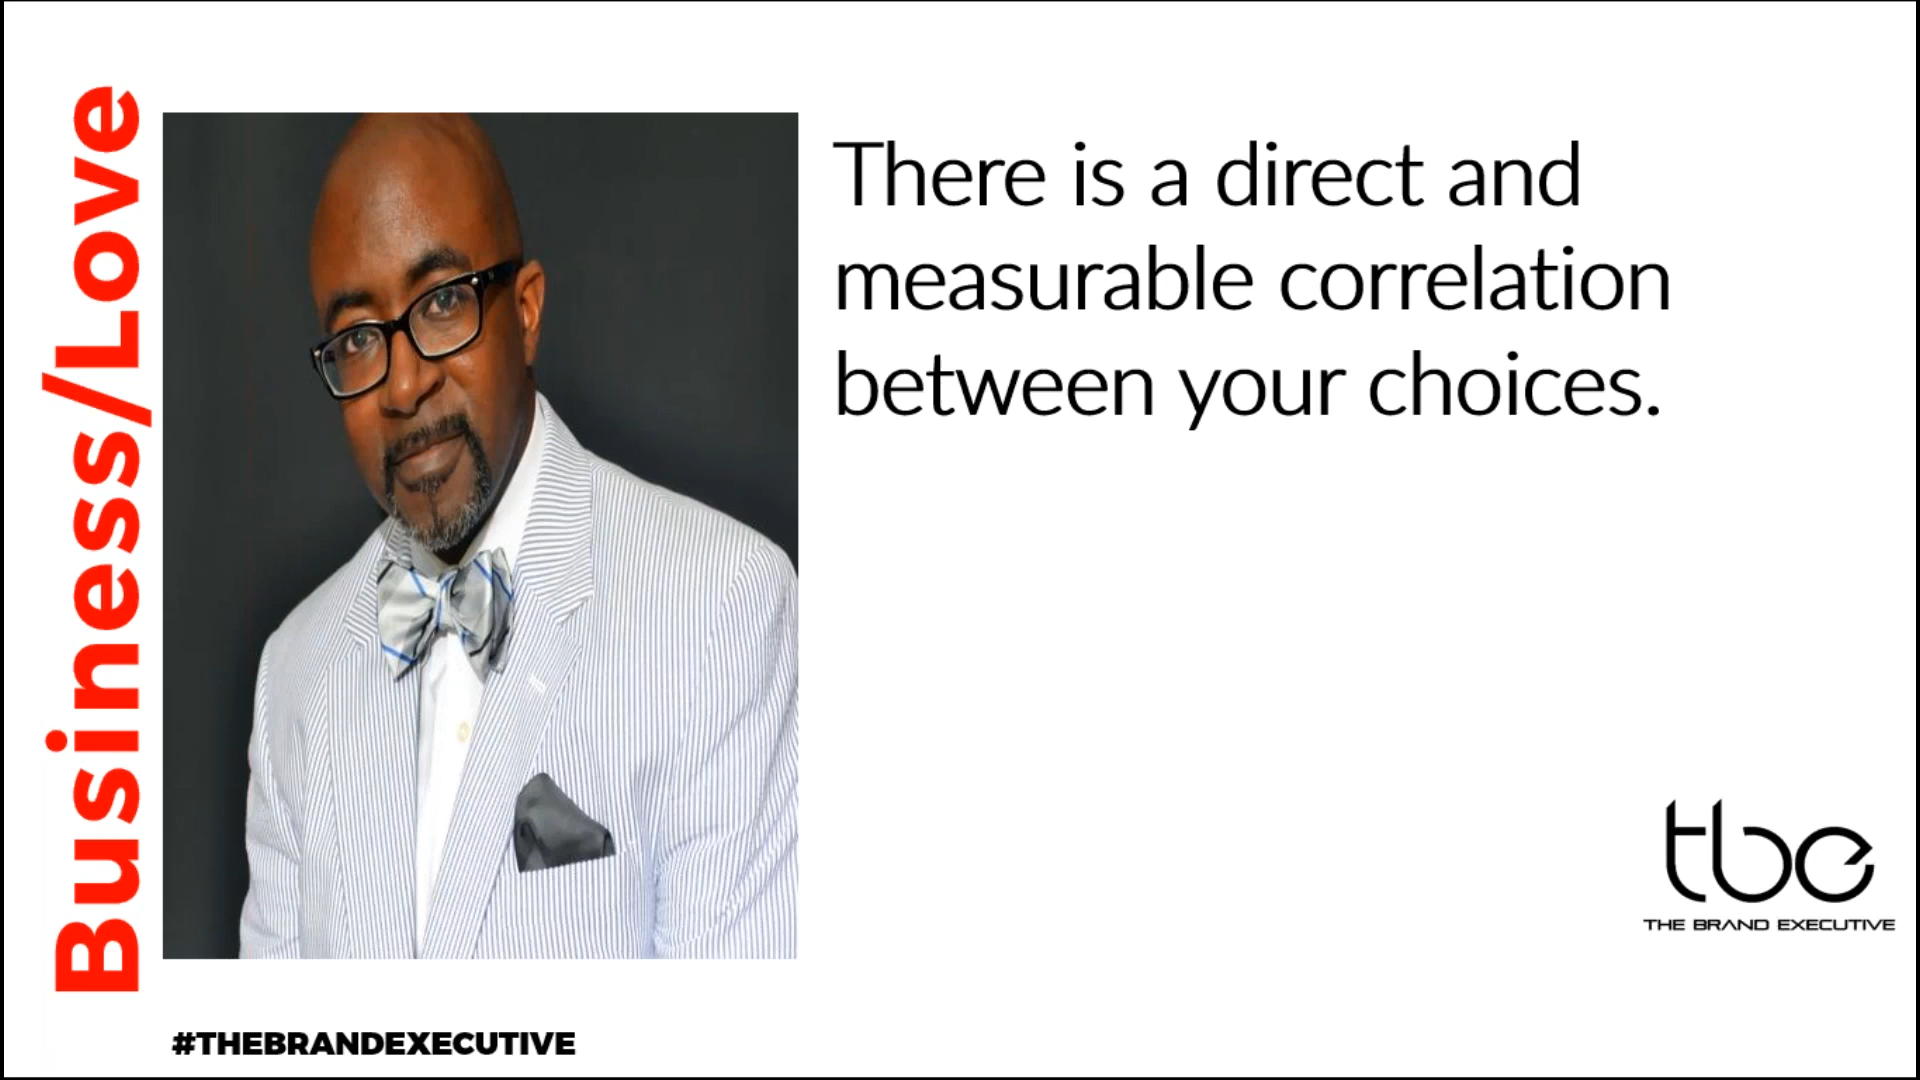 Business/Love
There is a direct and
measurable correlation
between your choices.
tbe
THE BRAND EXECUTIVE
#THEBRANDEXECUTIVE